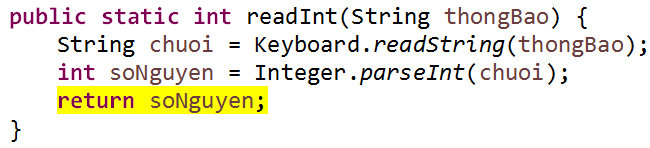 public static int readInt(String thongBao) {
    String chuoi = Keyboard.readString(thongBao);
    int soNguyen = Integer.parseInt(chuoi);
    return soNguyen;
}